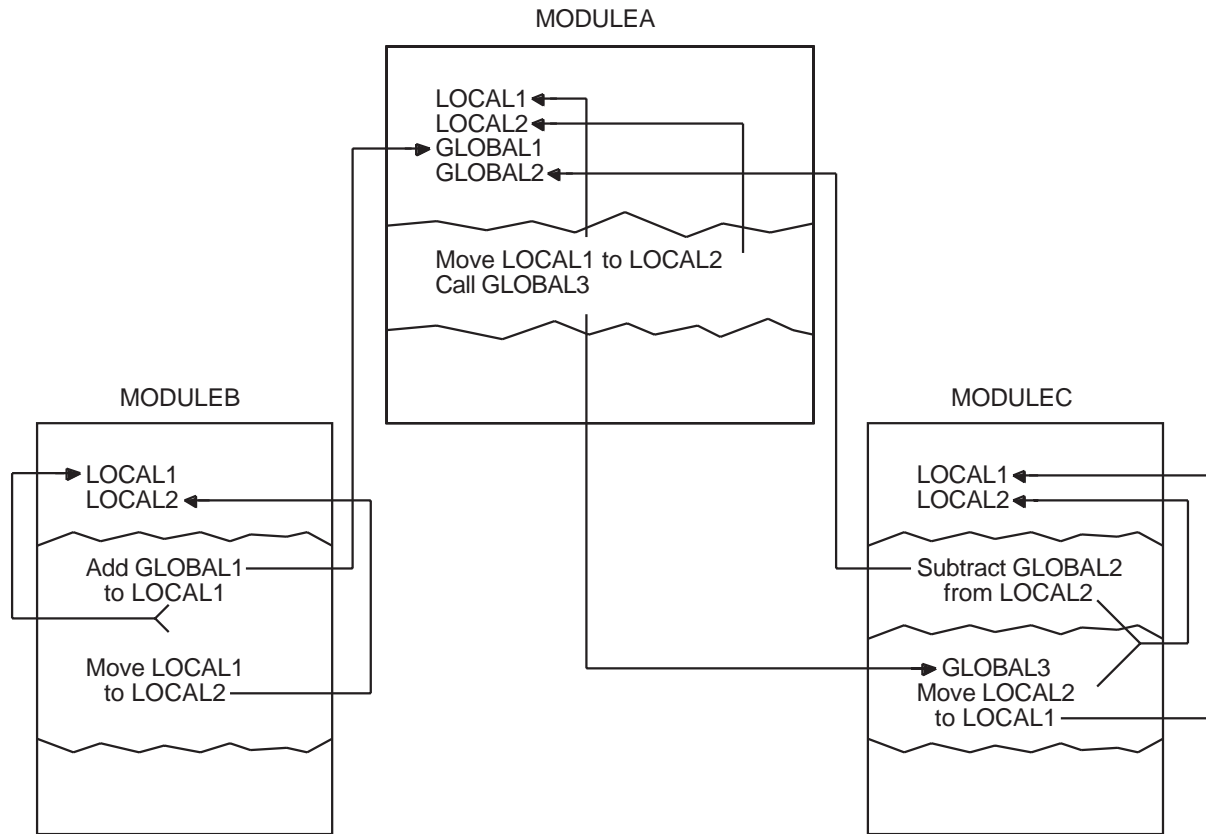 MODULEA
LOCAL1
LOCAL2
GLOBAL1
GLOBAL2
Move LOCAL1 to LOCAL2
Call GLOBAL3
MODULEB
LOCAL1
LOCAL2
Add GLOBAL1
to LOCAL1
Move LOCAL1
to LOCAL2
MODULEC
LOCAL1
LOCAL2
Subtract GLOBAL2
from LOCAL2
GLOBAL3
Move LOCAL2
to LOCAL1